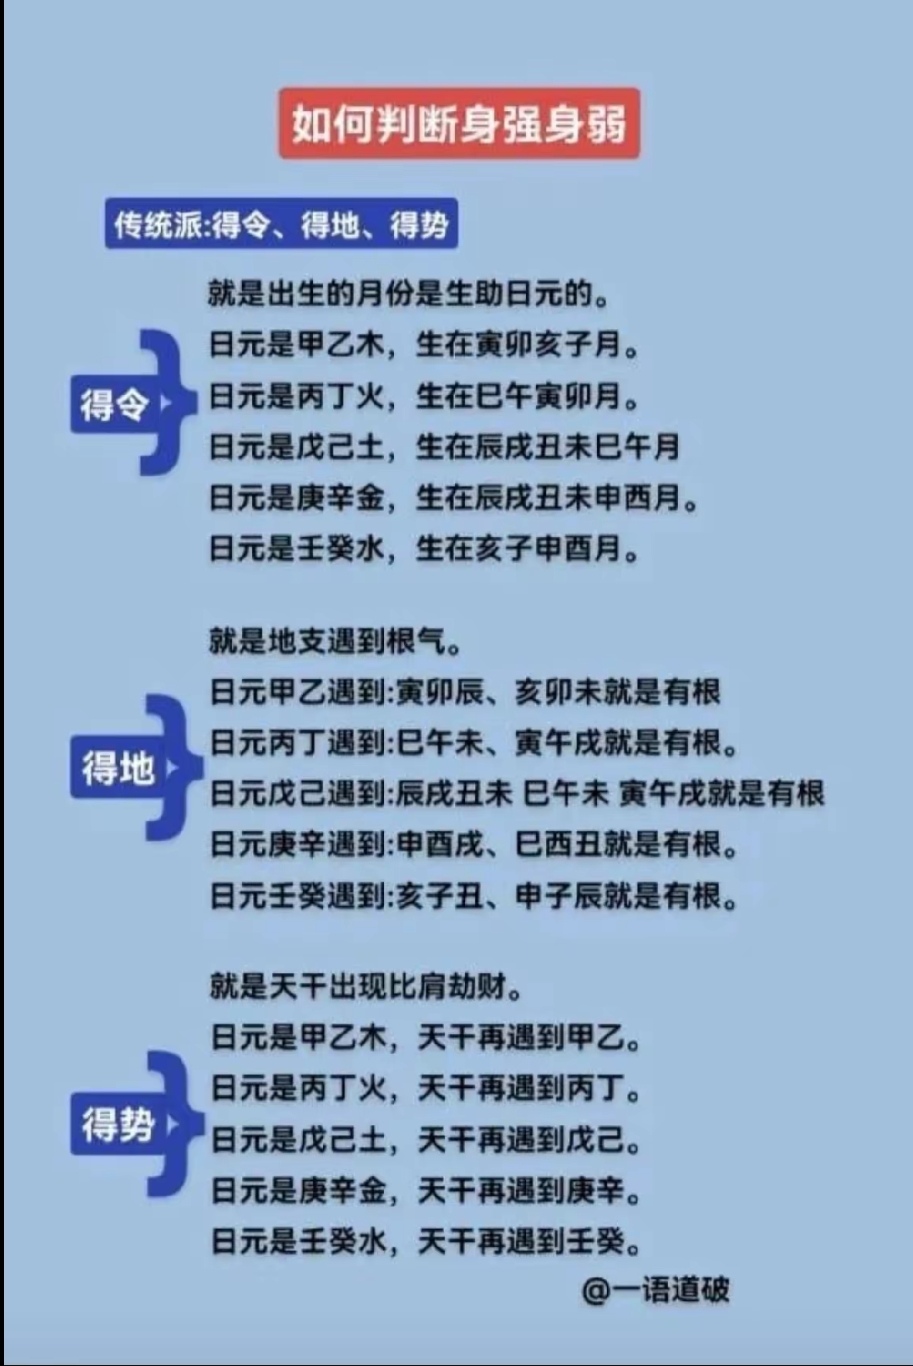 如何判断身强身弱
传统派:得令、得地、得势
得令
就是出生的月份是生助日元的。
日元是甲乙木，生在寅卯亥子月。
日元是丙丁火，生在巳午寅卯月。
日元是戊己土，生在辰戌丑未巳午月
日元是庚辛金，生在辰戌丑未申西月。
日元是壬癸水，生在亥子申酉月。
得地
就是地支遇到根气。
日元甲乙遇到:寅卯辰、亥卯未就是有根
日元丙丁遇到:巳午未、寅午戌就是有根。
日元戊己遇到:辰戌丑未 巳午未 寅午戌就是有根
日元庚辛遇到:申酉戌、巳西丑就是有根。
日元壬癸遇到:亥子丑、申子辰就是有根。
得势
就是天干出现比肩劫财。
日元是甲乙木，天干再遇到甲乙。
日元是丙丁火，天干再遇到丙丁。
日元是戊己土，天干再遇到戊己。
日元是庚辛金，天干再遇到庚辛。
日元是壬癸水，天干再遇到壬癸。
@一语道破